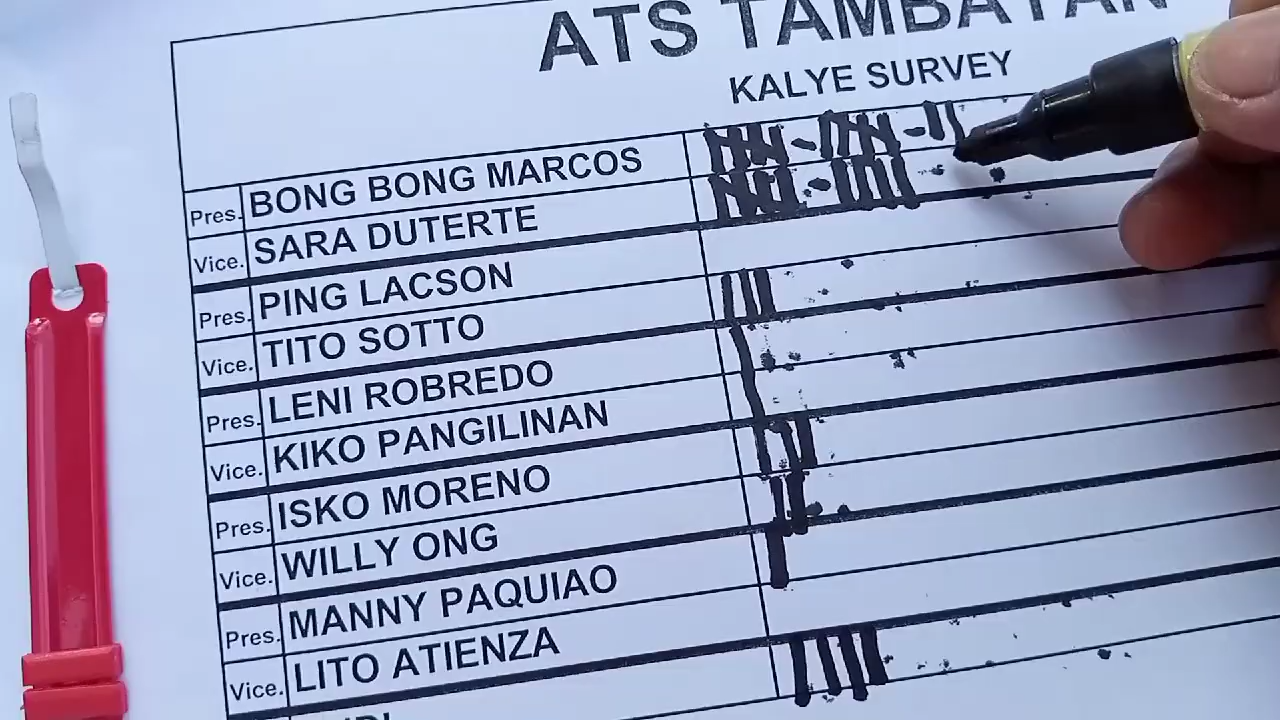 ATS TAMBAYAN
KALYE SURVEY
Pres. BONG BONG MARCOS
Vice. SARA DUTERTE
Pres. PING LACSON
Vice. TITO SOTTO
Pres. LENI ROBREDO
Vice. KIKO PANGILINAN
Pres. ISKO MORENO
Vice. WILLY ONG
Pres. MANNY PAQUIAO
Vice. LITO ATIENZA